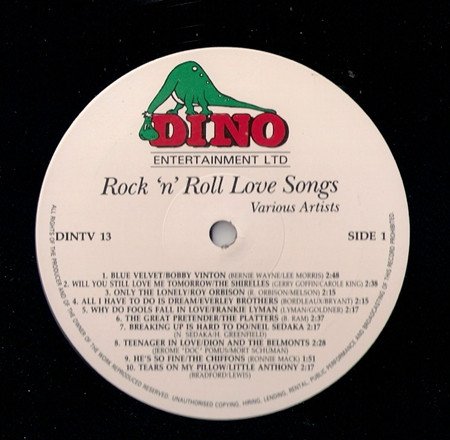 DINO
ENTERTAINMENT LTD
Rock 'n' Roll Love Songs
Various Artists
DINTV 13
SIDE 1
1. BLUE VELVET/BOBBY VINTON (BERNIE WAYNE/LEE MORRIS) 2:48
2. WILL YOU STILL LOVE ME TOMORROW/THE SHIRELLES (GERRY GOFFIN/CAROLE KING) 2:38
3. ONLY THE LONELY/ROY ORBISON (R. ORBISON/MELSON) 2:15
4. ALL I HAVE TO DO IS DREAM/EVERLEY BROTHERS (BORDLEAUX/BRYANT) 2:15
5. WHY DO FOOLS FALL IN LOVE/FRANKIE LYMAN (LYMAN/GOLDNER) 2:37
6. THE GREAT PRETENDER/THE PLATTERS (B. RAM) 2:36
7. BREAKING UP IS HARD TO DO/NEIL SEDAKA 2:16
(N. SEDAKA/H. GREENFIELD)
8. TEENAGER IN LOVE/DION AND THE BELMONTS 2:28
(JEROME "DOC" POMUS/MORT SCHUMAN)
9. HE'S SO FINE/THE CHIFFONS (RONNIE MACK) 1:51
10. TEARS ON MY PILLOW/LITTLE ANTHONY 2:17
(BRADFORD/LEWIS)
ALL RIGHTS OF THE PRODUCER AND OF THE OWNER OF THE WORK REPRODUCED RESERVED. UNAUTHORISED COPYING, HIRING, LENDING, RENTAL, PUBLIC PERFORMANCE AND BROADCASTING OF THIS RECORD PROHIBITED.